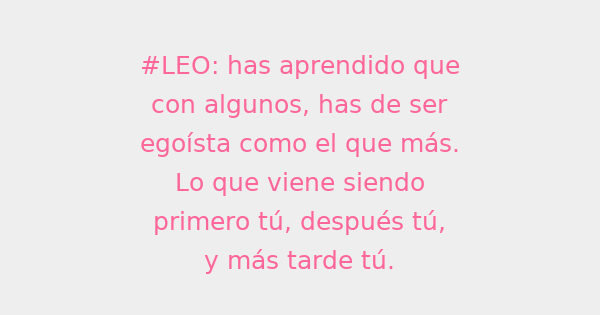 #LEO: has aprendido que
con algunos, has de ser
egoísta como el que más.
Lo que viene siendo
primero tú, después tú,
y más tarde tú.